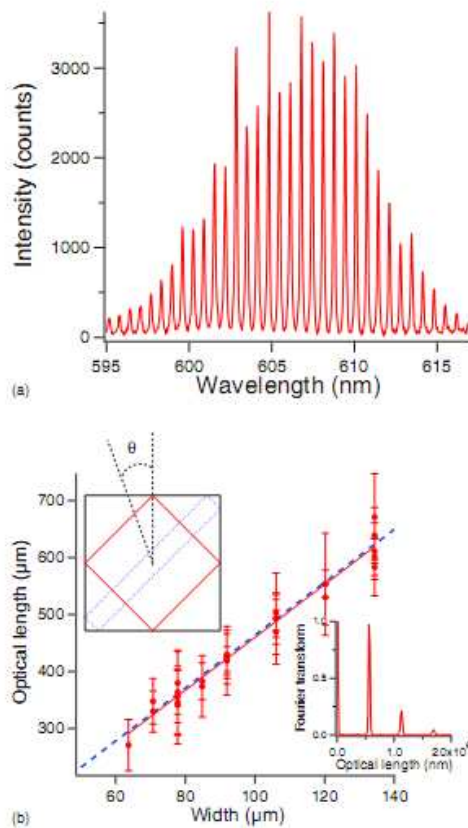 3000
2000
1000
0
Intensity (counts)
595
600
605
610
615
Wavelength (nm)
(a)
θ
700
600
500
400
300
Optical length (µm)
1.0
0.5
0.0
Fourier transform
0.0
1.0
Optical length (nm)
60
80
100
120
140
Width (µm)
(b)